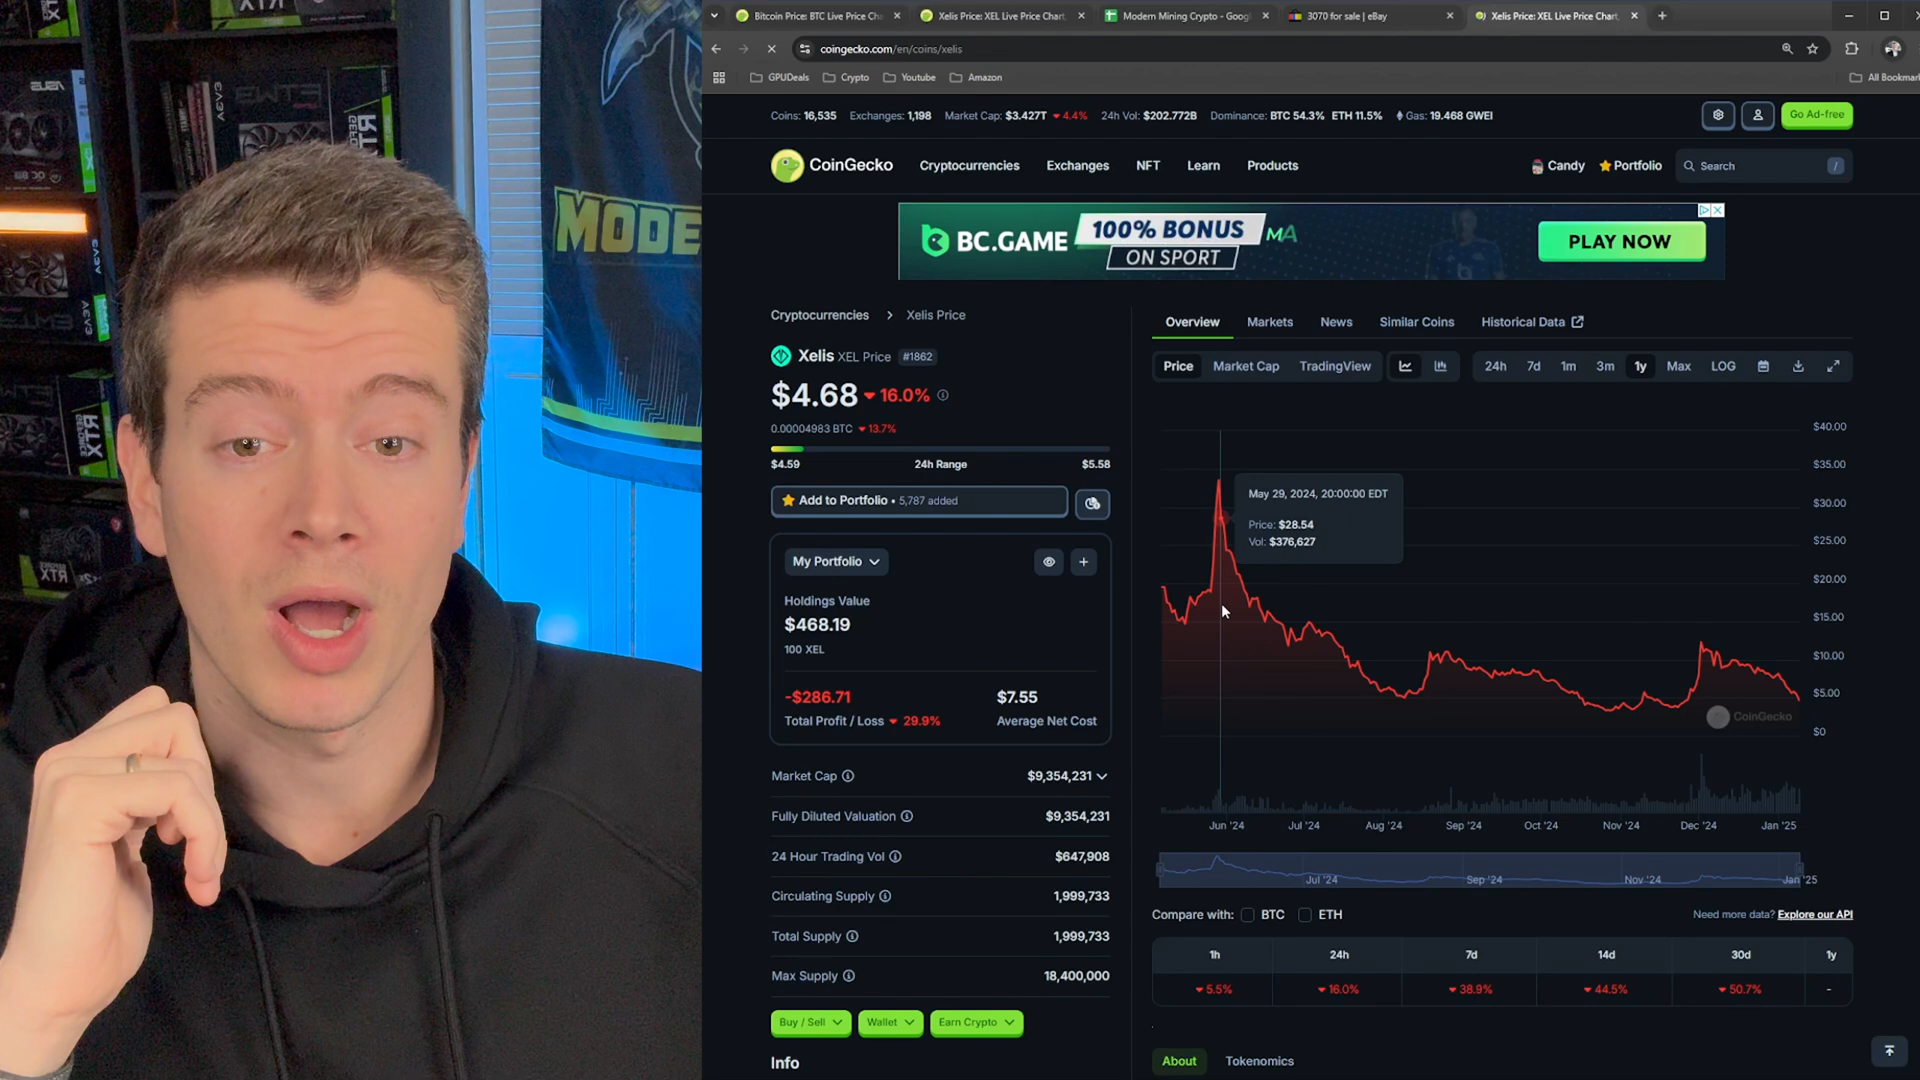 Bitcoin Price: BTC Live Price Cha
Xelis Price: XEL Live Price Chart,
Modern Mining Crypto - Goog
3070 for sale | eBay
Xelis Price: XEL Live Price Chart,
coingecko.com/en/coins/xelis
GPUDeals
Crypto
Youtube
Amazon
All Bookmar
Coins: 16,535
Exchanges: 1,198
Market Cap: $3.427T 4.4%
24h Vol: $202.772B
Dominance: BTC 54.3% ETH 11.5%
Gas: 19.468 GWEI
Go Ad-free
CoinGecko
Cryptocurrencies
Exchanges
NFT
Learn
Products
Candy
Portfolio
Search
/
BC.GAME
100% BONUS
ON SPORT
MA
PLAY NOW
Cryptocurrencies > Xelis Price
Xelis XEL Price #1862
$4.68 16.0%
0.00004983 BTC 13.7%
$4.59
24h Range
$5.58
Add to Portfolio • 5,787 added
My Portfolio
Holdings Value
$468.19
100 XEL
-$286.71
Total Profit / Loss 29.9%
$7.55
Average Net Cost
Market Cap
$9,354,231
Fully Diluted Valuation
$9,354,231
24 Hour Trading Vol
$647,908
Circulating Supply
1,999,733
Total Supply
1,999,733
Max Supply
18,400,000
Buy / Sell
Wallet
Earn Crypto
Info
Overview
Markets
News
Similar Coins
Historical Data
Price
Market Cap
TradingView
24h
7d
1m
3m
1y
Max
LOG
$40.00
$35.00
$30.00
$25.00
$20.00
$15.00
$10.00
$5.00
$0
May 29, 2024, 20:00:00 EDT
Price: $28.54
Vol: $376,627
CoinGecko
Jun '24
Jul '24
Aug '24
Sep '24
Oct '24
Nov '24
Dec '24
Jan '25
Jul '24
Sep '24
Nov '24
Jan '25
Compare with:
BTC
ETH
Need more data? Explore our API
1h
24h
7d
14d
30d
1y
5.5%
16.0%
38.9%
44.5%
50.7%
-
About
Tokenomics
MODE
EVGA
RTX
GEFORCE
RTX